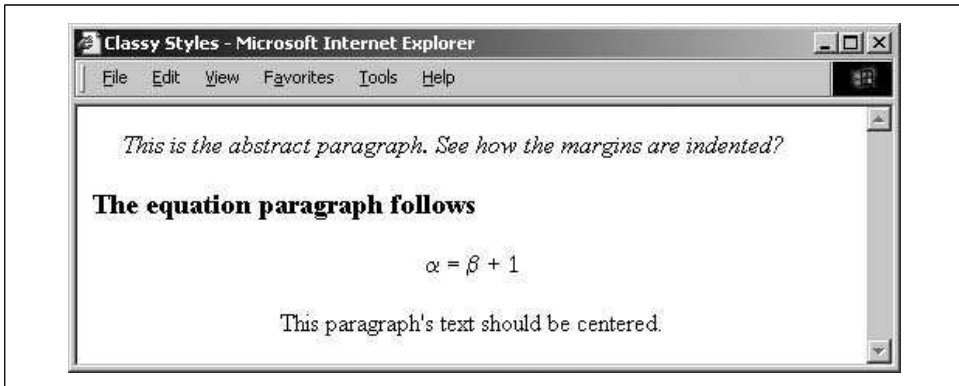 Classy Styles - Microsoft Internet Explorer
File Edit View Favorites Tools Help
This is the abstract paragraph. See how the margins are indented?
The equation paragraph follows
α = β + 1
This paragraph's text should be centered.